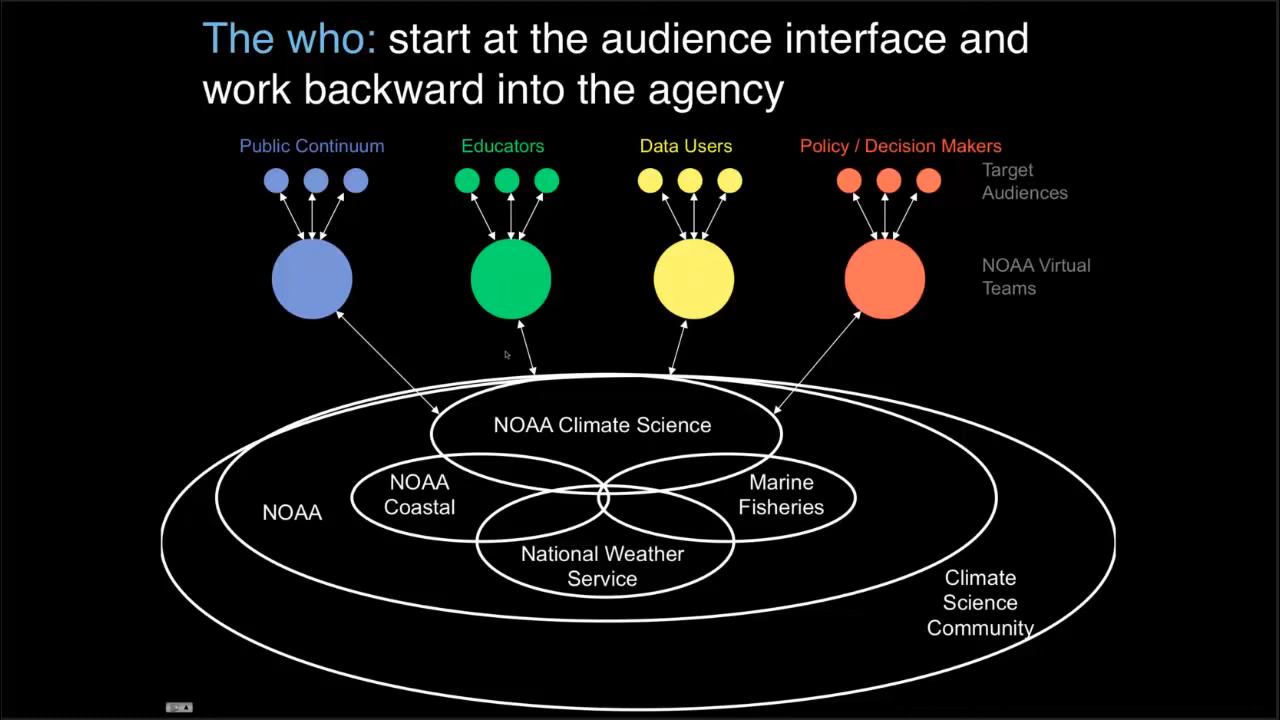 The who: start at the audience interface and
work backward into the agency
Public Continuum
Educators
Data Users
Policy / Decision Makers
Target
Audiences
NOAA Virtual
Teams
NOAA Climate Science
NOAA
Coastal
Marine
Fisheries
NOAA
National Weather
Service
Climate
Science
Community